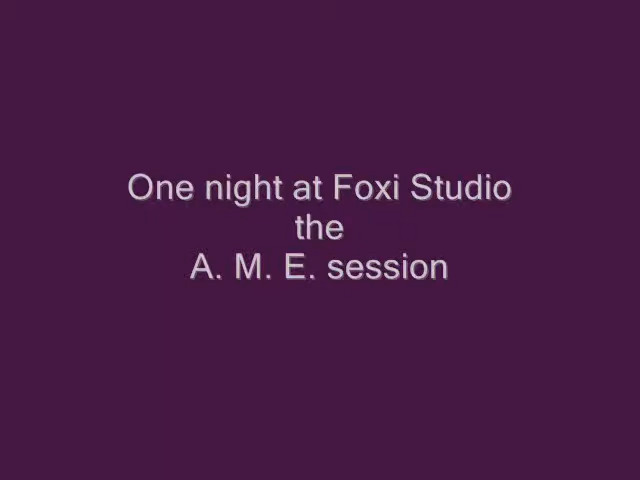 One night at Foxi Studio
the
A. M. E. session